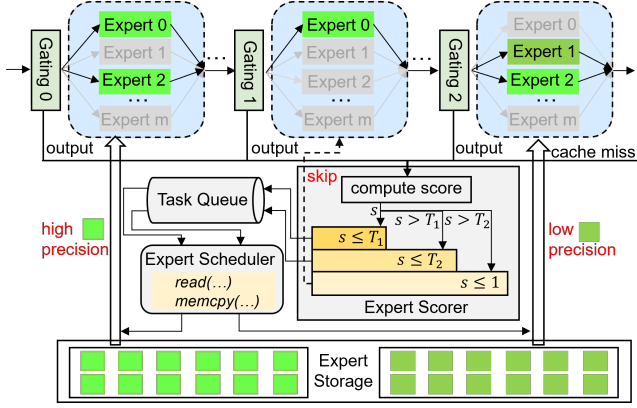 Gating 0
Expert 0
Expert 1
Expert 2
...
Expert m
...
Gating 1
Expert 0
Expert 1
Expert 2
...
Expert m
...
Gating 2
Expert 0
Expert 1
Expert 2
...
Expert m
output
output
output
cache miss
skip
compute score
Task Queue
s
s > T₁
s > T₂
high
precision
low
precision
s ≤ T₁
s ≤ T₂
s ≤ 1
Expert Scheduler
read(…)
memcpy(…)
Expert Scorer
Expert
Storage